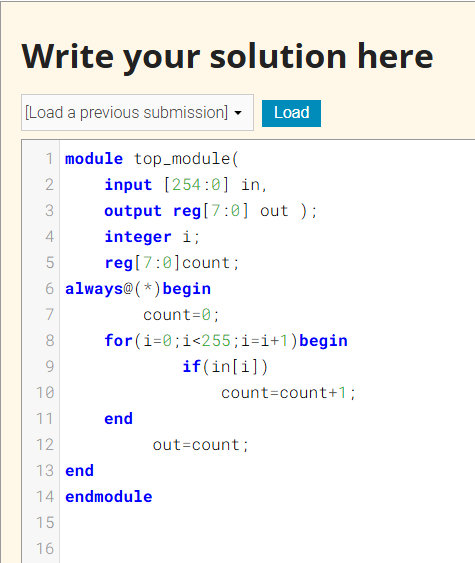 Write your solution here
[Load a previous submission] Load
1 module top_module(
2     input [254:0] in,
3     output reg[7:0] out );
4     integer i;
5     reg[7:0]count;
6 always@(*)begin
7         count=0;
8     for(i=0;i<255;i=i+1)begin
9             if(in[i])
10                 count=count+1;
11     end
12          out=count;
13 end
14 endmodule
15
16